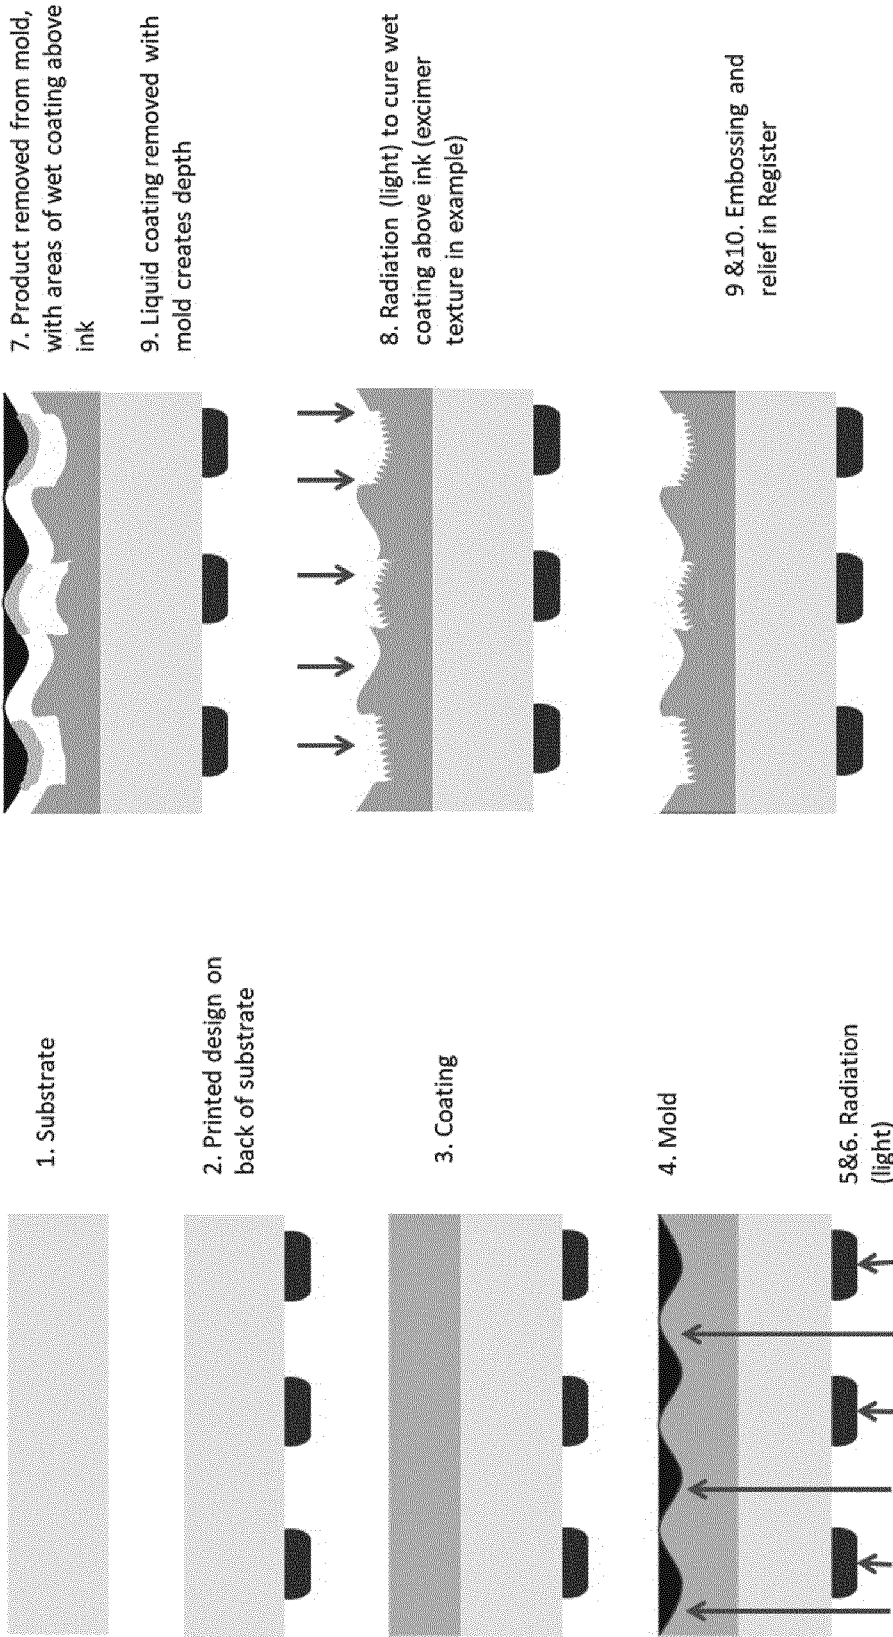 1. Substrate
2. Printed design on
back of substrate
3. Coating
4. Mold
5&6. Radiation
(light)
7. Product removed from mold,
with areas of wet coating above
ink
9. Liquid coating removed with
mold creates depth
8. Radiation (light) to cure wet
coating above ink (excimer
texture in example)
9 &10. Embossing and
relief in Register